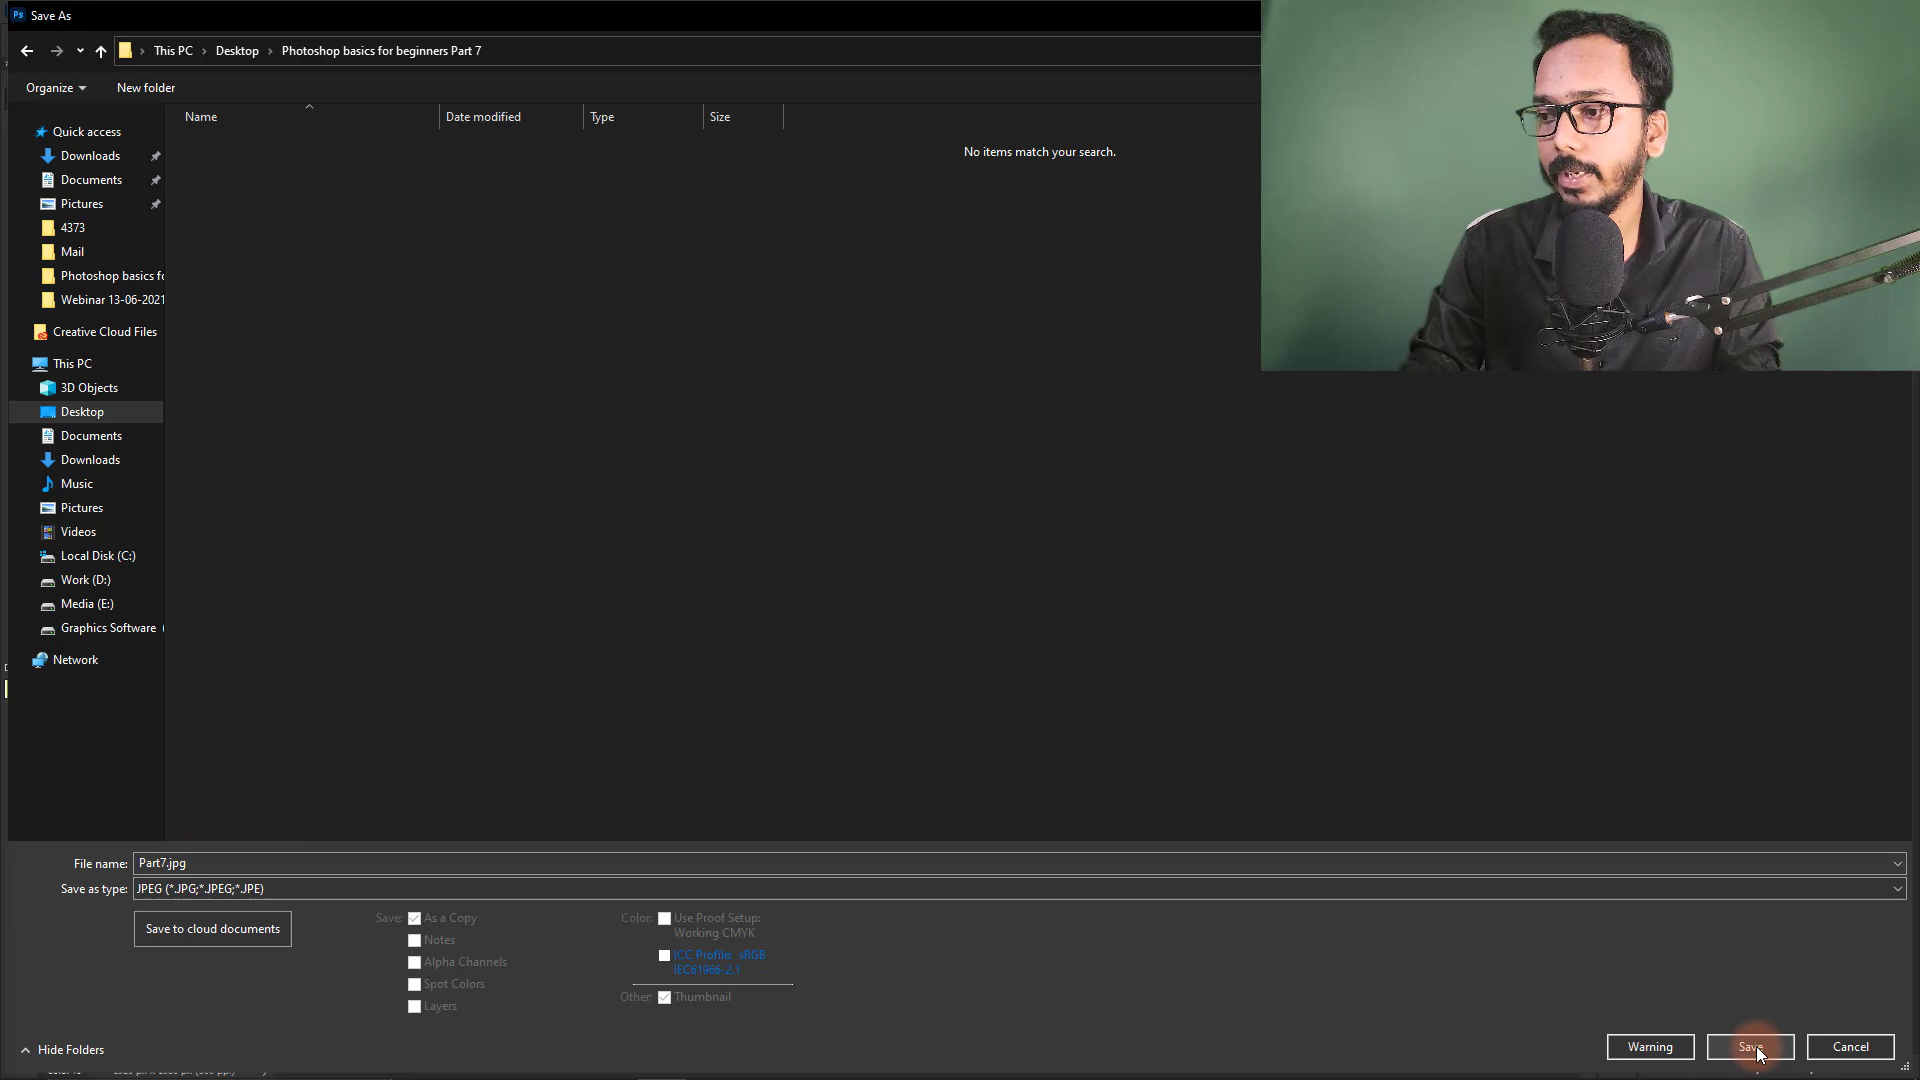 Ps Save As
This PC > Desktop > Photoshop basics for beginners Part 7
Organize New folder
Name Date modified Type Size
No items match your search.
Quick access
Downloads
Documents
Pictures
4373
Mail
Photoshop basics fo
Webinar 13-06-2021
Creative Cloud Files
This PC
3D Objects
Desktop
Documents
Downloads
Music
Pictures
Videos
Local Disk (C:)
Work (D:)
Media (E:)
Graphics Software (
Network
File name: Part7.jpg
Save as type: JPEG (*.JPG;*.JPEG;*.JPE)
Save to cloud documents
Save: As a Copy
Notes
Alpha Channels
Spot Colors
Layers
Color: Use Proof Setup:
Working CMYK
ICC Profile: sRGB
IEC61966-2.1
Other: Thumbnail
Hide Folders
Warning Save Cancel